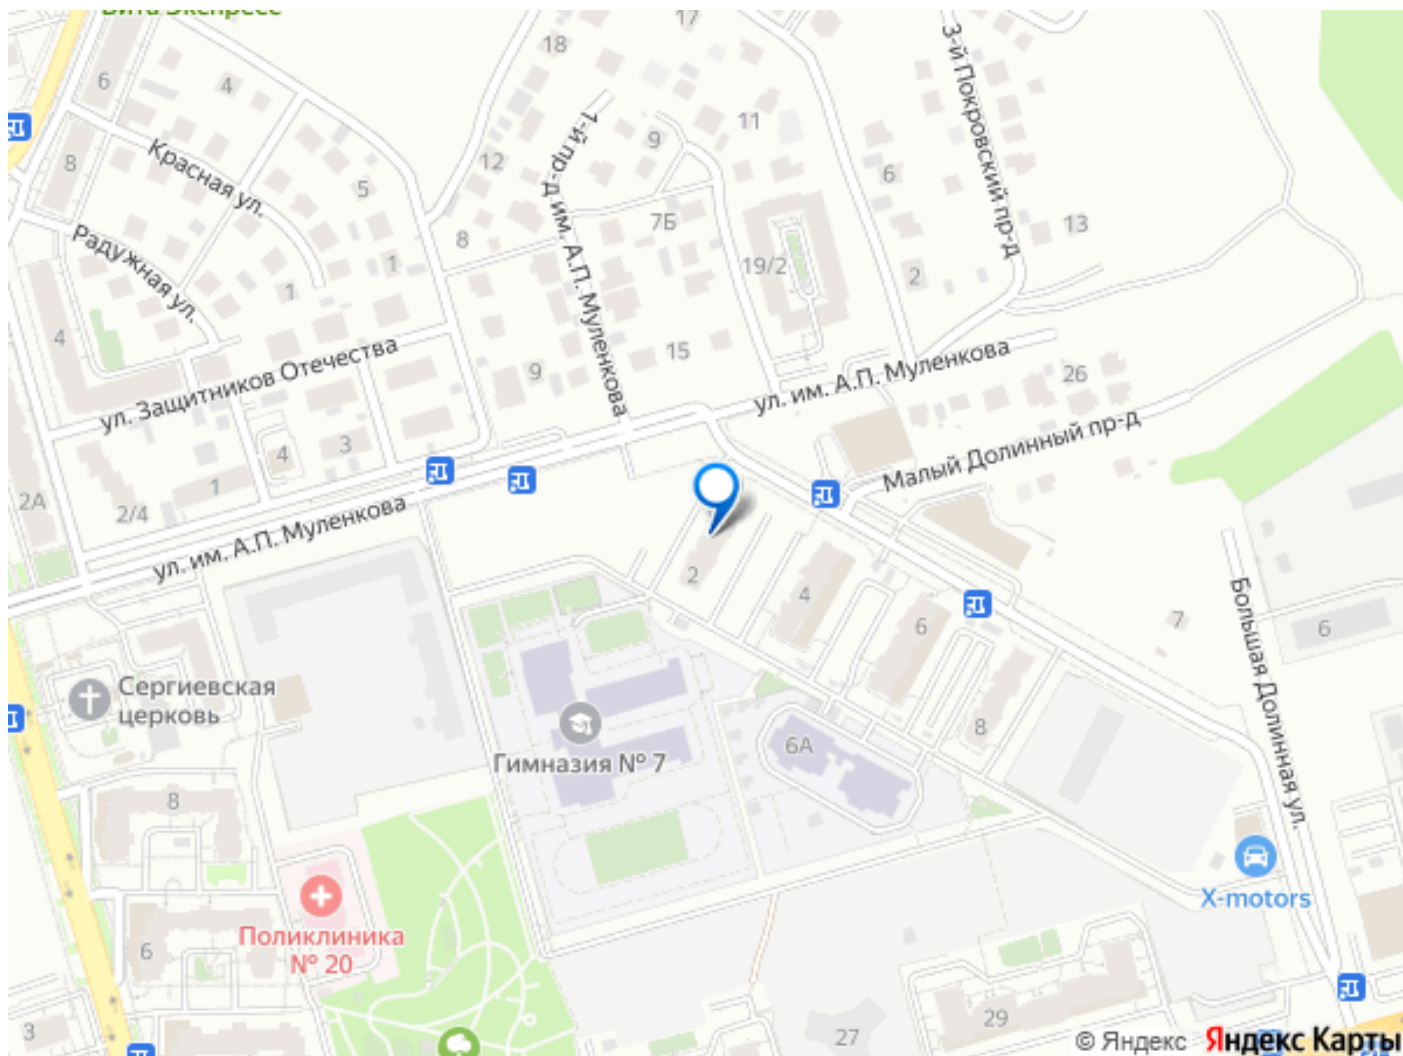 Вита Экспресс
17
18
6
4
3-й Покровский пр-д
1-й пр-д им. А.П. Муленкова
11
9
Красная ул.
8
12
5
6
Радужная ул.
7Б
13
8
1
19/2
2
1
4
ул. Защитников Отечества
15
9
ул. им. А.П. Муленкова
26
Малый Долинный пр-д
4
3
1
2А
2/4
ул. им. А.П. Муленкова
2
4
6
7
6
Большая Долинная ул.
Сергиевская
церковь
8
6А
Гимназия № 7
8
X-motors
Поликлиника
№ 20
6
3
27
29
© Яндекс Яндекс Карты